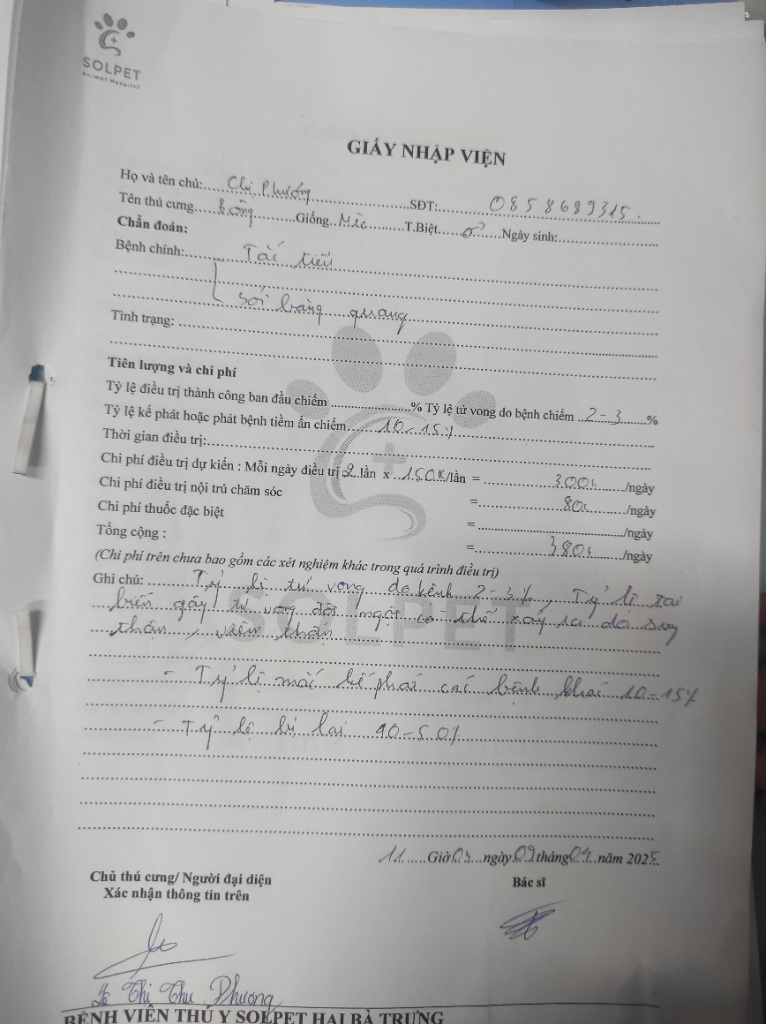 SOLPET
Animal Hospital
GIẤY NHẬP VIỆN
Họ và tên chủ: Chị Phương SĐT: 0858689315
Tên thú cưng Bông Giống Mèo T.Biệt ♂ Ngày sinh:
Chẩn đoán:
Bệnh chính: Tắc tiểu
Sỏi bàng quang
Tình trạng:
Tiên lượng và chi phí
Tỷ lệ điều trị thành công ban đầu chiếm % Tỷ lệ tử vong do bệnh chiếm 2-3 %
Tỷ lệ kế phát hoặc phát bệnh tiềm ẩn chiếm 10-15%
Thời gian điều trị:
Chi phí điều trị dự kiến : Mỗi ngày điều trị 2 lần x 150k/lần = 300k /ngày
Chi phí điều trị nội trú chăm sóc = 80k /ngày
Chi phí thuốc đặc biệt = /ngày
Tổng cộng : = 380k /ngày
(Chi phí trên chưa bao gồm các xét nghiệm khác trong quá trình điều trị)
Ghi chú: Tỷ lệ tử vong do bệnh 2-3%, Tỷ lệ tai
biến gây tử vong đột ngột có thể xảy ra do suy
thận, viêm thận
- Tỷ lệ mắc kế phát các bệnh khác 10-15%
- Tỷ lệ bị lại 40-50%
11 Giờ 03 ngày 09 tháng 04 năm 2025
Chủ thú cưng/ Người đại diện
Xác nhận thông tin trên
Bác sĩ
Thị Thu Phương
BỆNH VIỆN THÚ Y SOLPET HAI BÀ TRƯNG
SOLPET